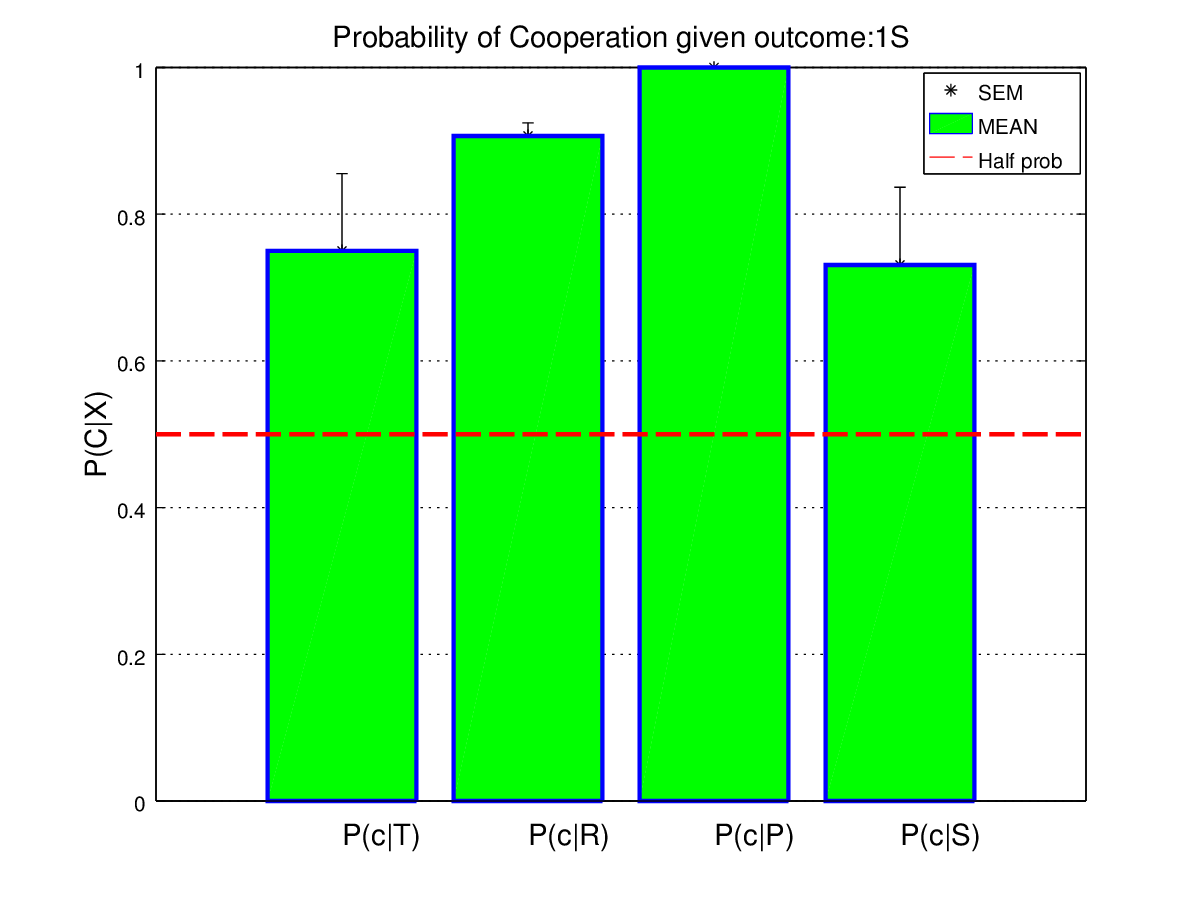 Probability of Cooperation given outcome:1S
SEM
MEAN
Half prob
P(C|X)
1
0.8
0.6
0.4
0.2
0
P(c|T)
P(c|R)
P(c|P)
P(c|S)